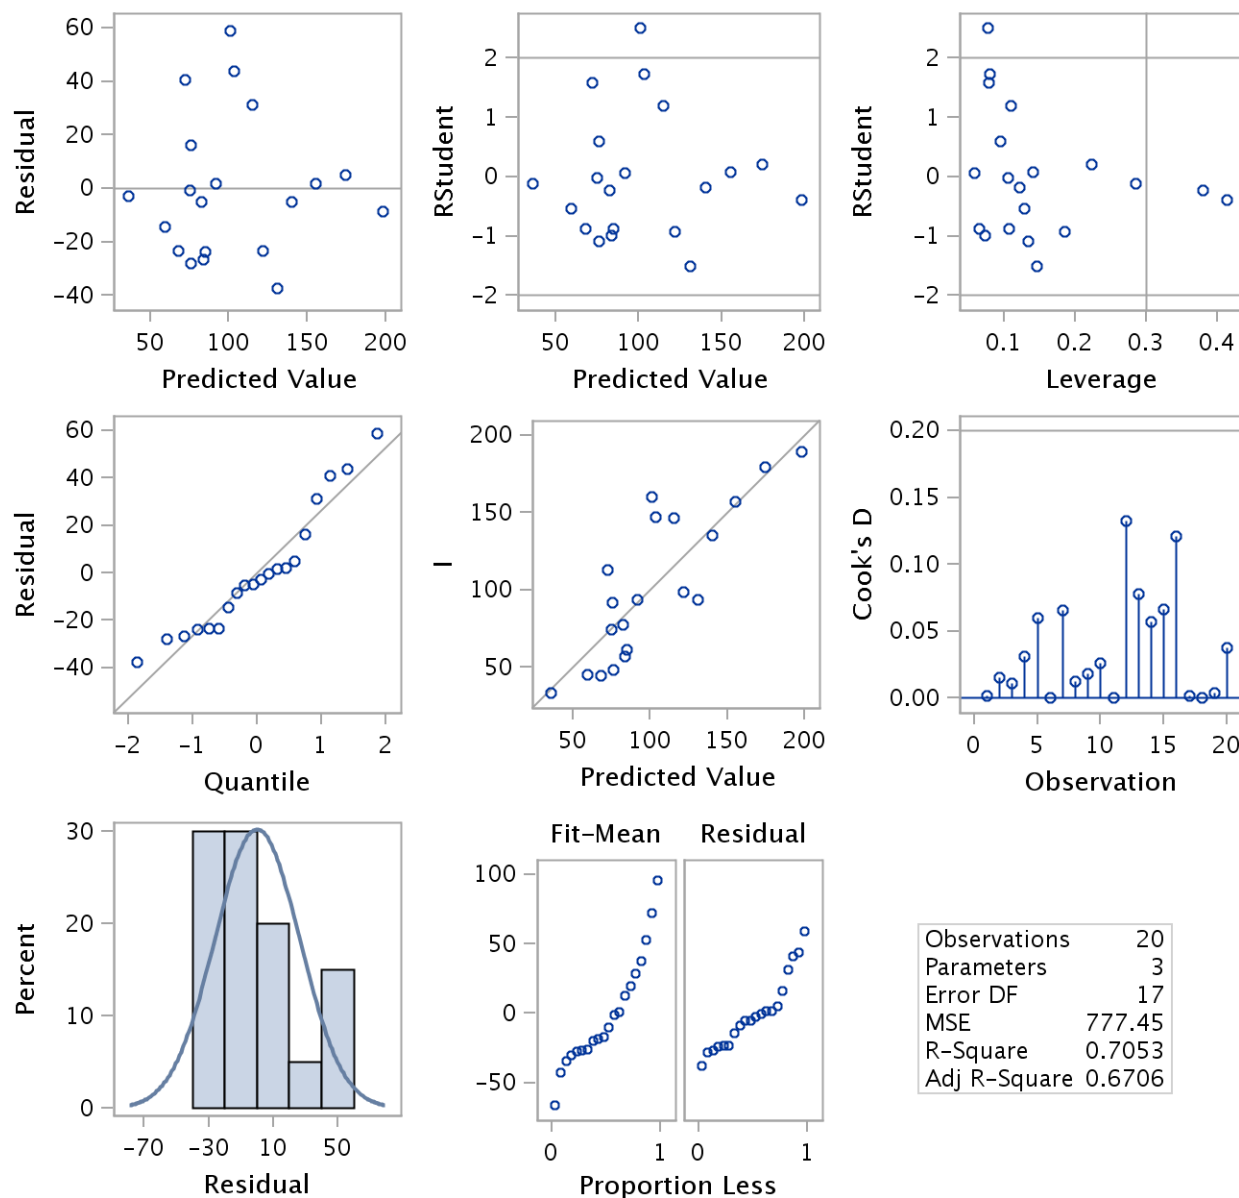 60
40
20
0
−20
−40
Residual
50 100 150 200
Predicted Value
2
1
0
−1
−2
RStudent
50 100 150 200
Predicted Value
2
1
0
−1
−2
RStudent
0.1 0.2 0.3 0.4
Leverage
60
40
20
0
−20
−40
Residual
−2 −1 0 1 2
Quantile
200
150
100
50
I
50 100 150 200
Predicted Value
0.20
0.15
0.10
0.05
0.00
Cook's D
0 5 10 15 20
Observation
30
20
10
0
Percent
−70 −30 10 50
Residual
Fit−Mean Residual
100
50
0
−50
0 1 0 1
Proportion Less
Observations 20
Parameters 3
Error DF 17
MSE 777.45
R−Square 0.7053
Adj R−Square 0.6706